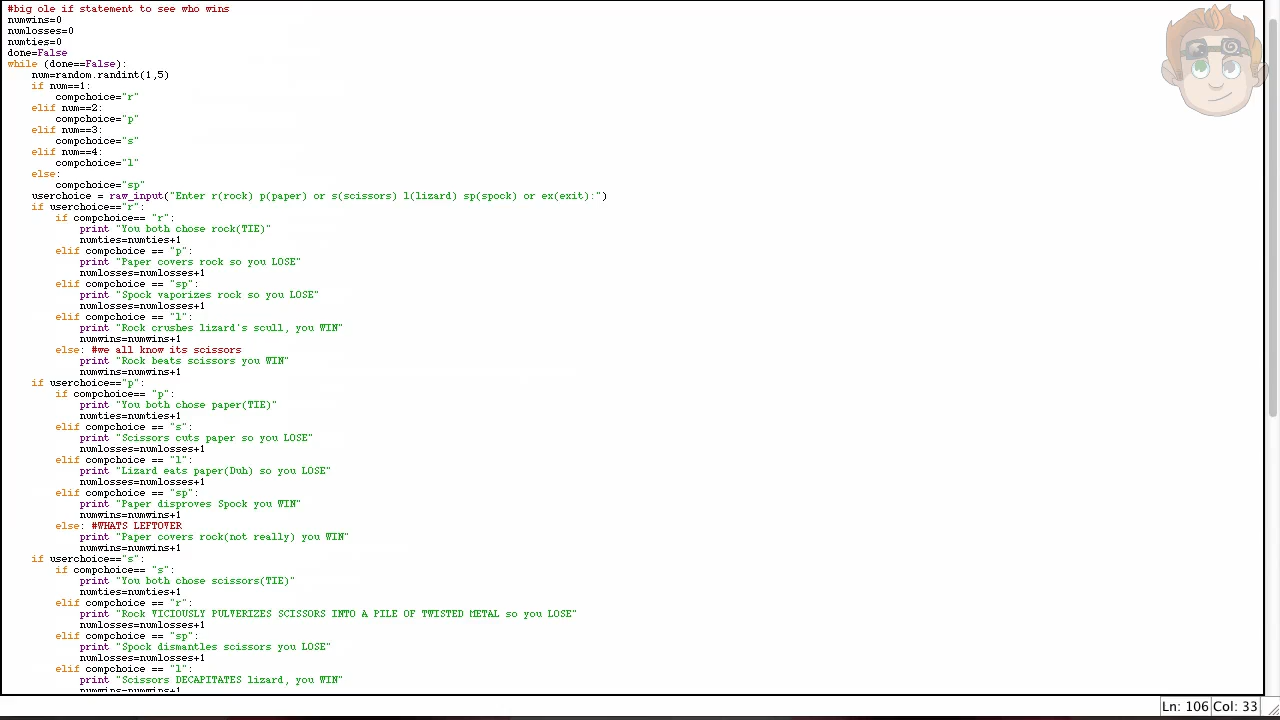 #big ole if statement to see who wins
numwins=0
numlosses=0
numties=0
done=False
while (done==False):
    num=random.randint(1,5)
    if num==1:
        compchoice="r"
    elif num==2:
        compchoice="p"
    elif num==3:
        compchoice="s"
    elif num==4:
        compchoice="l"
    else:
        compchoice="sp"
    userchoice = raw_input("Enter r(rock) p(paper) or s(scissors) l(lizard) sp(spock) or ex(exit):")
    if userchoice=="r":
        if compchoice== "r":
            print "You both chose rock(TIE)"
            numties=numties+1
        elif compchoice == "p":
            print "Paper covers rock so you LOSE"
            numlosses=numlosses+1
        elif compchoice == "sp":
            print "Spock vaporizes rock so you LOSE"
            numlosses=numlosses+1
        elif compchoice == "l":
            print "Rock crushes lizard's scull, you WIN"
            numwins=numwins+1
        else: #we all know its scissors
            print "Rock beats scissors you WIN"
            numwins=numwins+1
    if userchoice=="p":
        if compchoice== "p":
            print "You both chose paper(TIE)"
            numties=numties+1
        elif compchoice == "s":
            print "Scissors cuts paper so you LOSE"
            numlosses=numlosses+1
        elif compchoice == "l":
            print "Lizard eats paper(Duh) so you LOSE"
            numlosses=numlosses+1
        elif compchoice == "sp":
            print "Paper disproves Spock you WIN"
            numwins=numwins+1
        else: #WHATS LEFTOVER
            print "Paper covers rock(not really) you WIN"
            numwins=numwins+1
    if userchoice=="s":
        if compchoice== "s":
            print "You both chose scissors(TIE)"
            numties=numties+1
        elif compchoice == "r":
            print "Rock VICIOUSLY PULVERIZES SCISSORS INTO A PILE OF TWISTED METAL so you LOSE"
            numlosses=numlosses+1
        elif compchoice == "sp":
            print "Spock dismantles scissors you LOSE"
            numlosses=numlosses+1
        elif compchoice == "l":
            print "Scissors DECAPITATES lizard, you WIN"
            numwins=numwins+1
Ln: 106 Col: 33